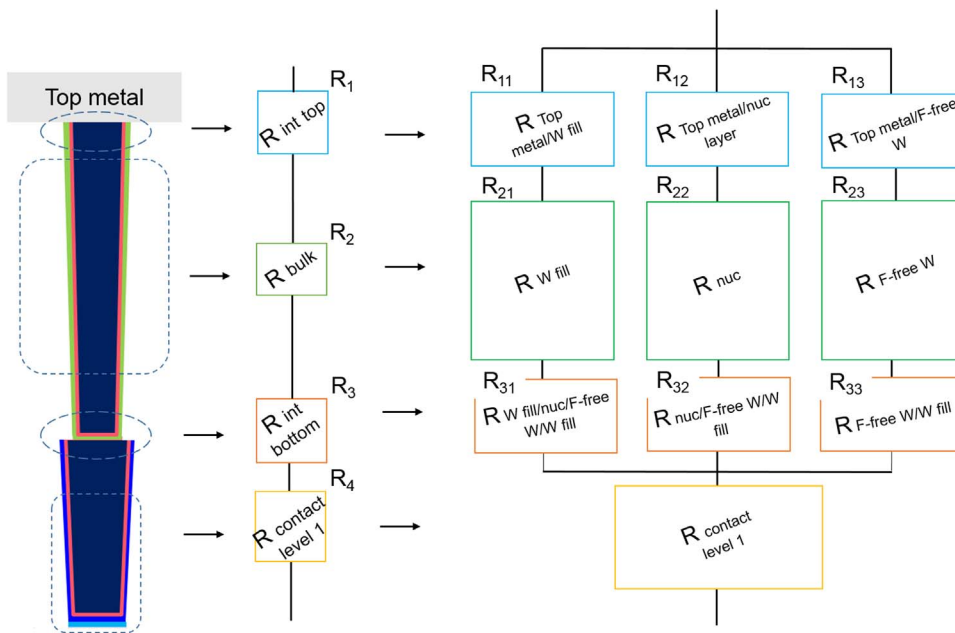 Top metal
R1
R int top
R2
R bulk
R3
R int
bottom
R4
R contact
level 1
R11
R Top
metal/W fill
R12
R Top metal/nuc
layer
R13
R Top metal/F-free
W
R21
R W fill
R22
R nuc
R23
R F-free W
R31
R W fill/nuc/F-free
W/W fill
R32
R nuc/F-free W/W
fill
R33
R F-free W/W fill
R contact
level 1